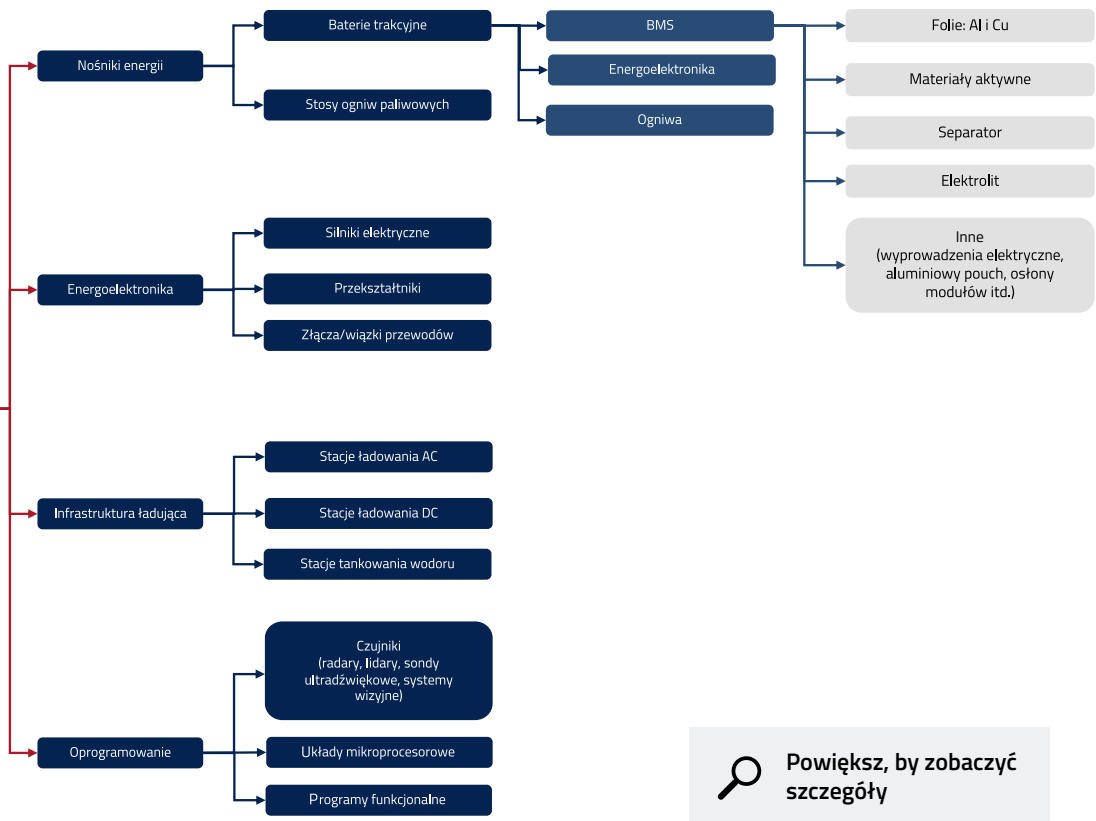 Nośniki energii
Baterie trakcyjne
Stosy ogniw paliwowych
BMS
Energoelektronika
Ogniwa
Folie: Al i Cu
Materiały aktywne
Separator
Elektrolit
Inne
(wyprowadzenia elektryczne,
aluminiowy pouch, osłony
modułów itd.)
Energoelektronika
Silniki elektryczne
Przekształtniki
Złącza/wiązki przewodów
Infrastruktura ładująca
Stacje ładowania AC
Stacje ładowania DC
Stacje tankowania wodoru
Oprogramowanie
Czujniki
(radary, lidary, sondy
ultradźwiękowe, systemy
wizyjne)
Układy mikroprocesorowe
Programy funkcjonalne
Powiększ, by zobaczyć
szczegóły